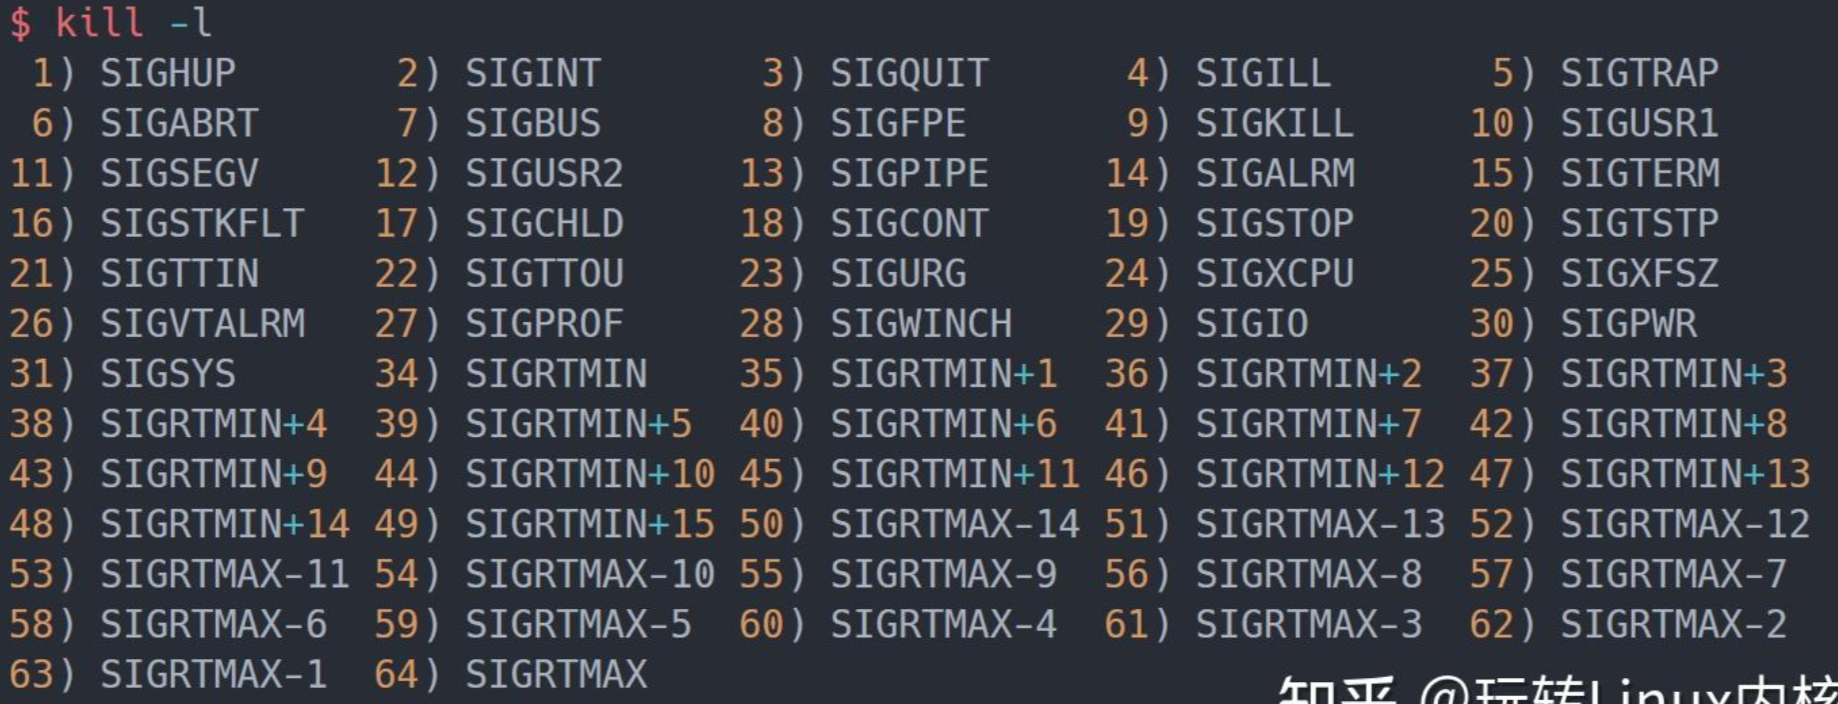 $ kill -l
1) SIGHUP 2) SIGINT 3) SIGQUIT 4) SIGILL 5) SIGTRAP
6) SIGABRT 7) SIGBUS 8) SIGFPE 9) SIGKILL 10) SIGUSR1
11) SIGSEGV 12) SIGUSR2 13) SIGPIPE 14) SIGALRM 15) SIGTERM
16) SIGSTKFLT 17) SIGCHLD 18) SIGCONT 19) SIGSTOP 20) SIGTSTP
21) SIGTTIN 22) SIGTTOU 23) SIGURG 24) SIGXCPU 25) SIGXFSZ
26) SIGVTALRM 27) SIGPROF 28) SIGWINCH 29) SIGIO 30) SIGPWR
31) SIGSYS 34) SIGRTMIN 35) SIGRTMIN+1 36) SIGRTMIN+2 37) SIGRTMIN+3
38) SIGRTMIN+4 39) SIGRTMIN+5 40) SIGRTMIN+6 41) SIGRTMIN+7 42) SIGRTMIN+8
43) SIGRTMIN+9 44) SIGRTMIN+10 45) SIGRTMIN+11 46) SIGRTMIN+12 47) SIGRTMIN+13
48) SIGRTMIN+14 49) SIGRTMIN+15 50) SIGRTMAX-14 51) SIGRTMAX-13 52) SIGRTMAX-12
53) SIGRTMAX-11 54) SIGRTMAX-10 55) SIGRTMAX-9 56) SIGRTMAX-8 57) SIGRTMAX-7
58) SIGRTMAX-6 59) SIGRTMAX-5 60) SIGRTMAX-4 61) SIGRTMAX-3 62) SIGRTMAX-2
63) SIGRTMAX-1 64) SIGRTMAX
知乎 @玩转Linux内核